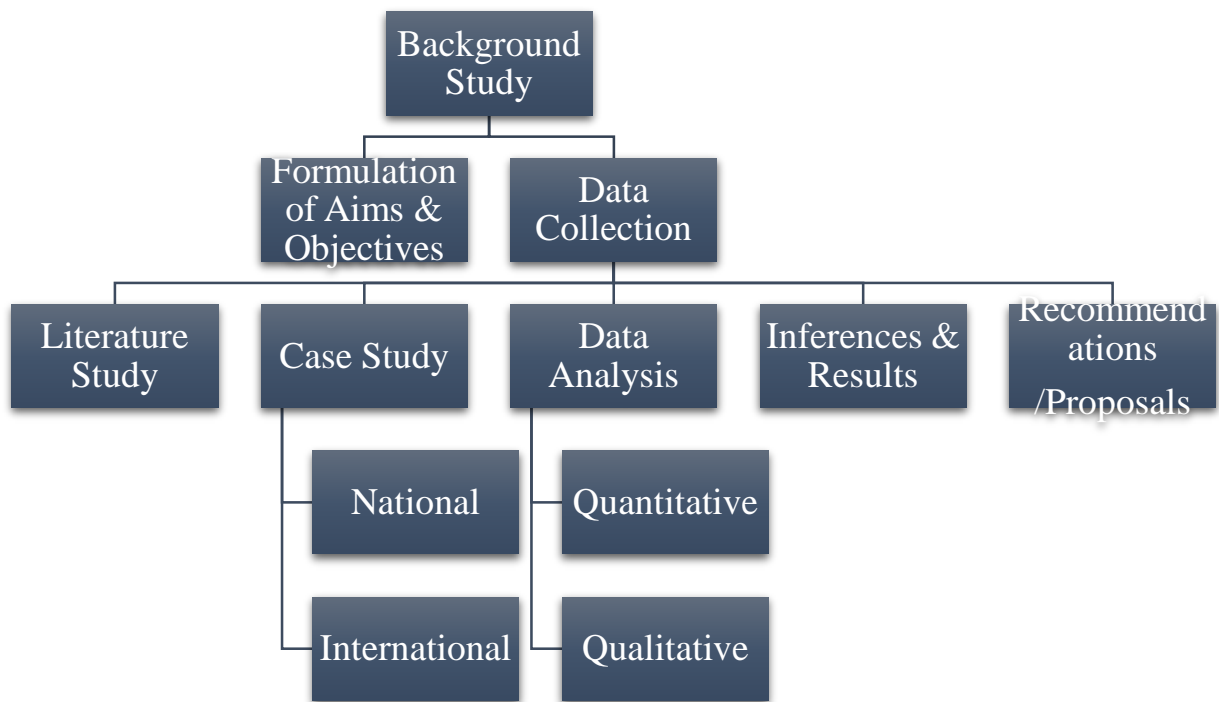 Background
Study
Formulation
of Aims &
Objectives
Data
Collection
Literature
Study
Case Study
Data
Analysis
Inferences &
Results
Recommend
ations
/Proposals
National
Quantitative
International
Qualitative